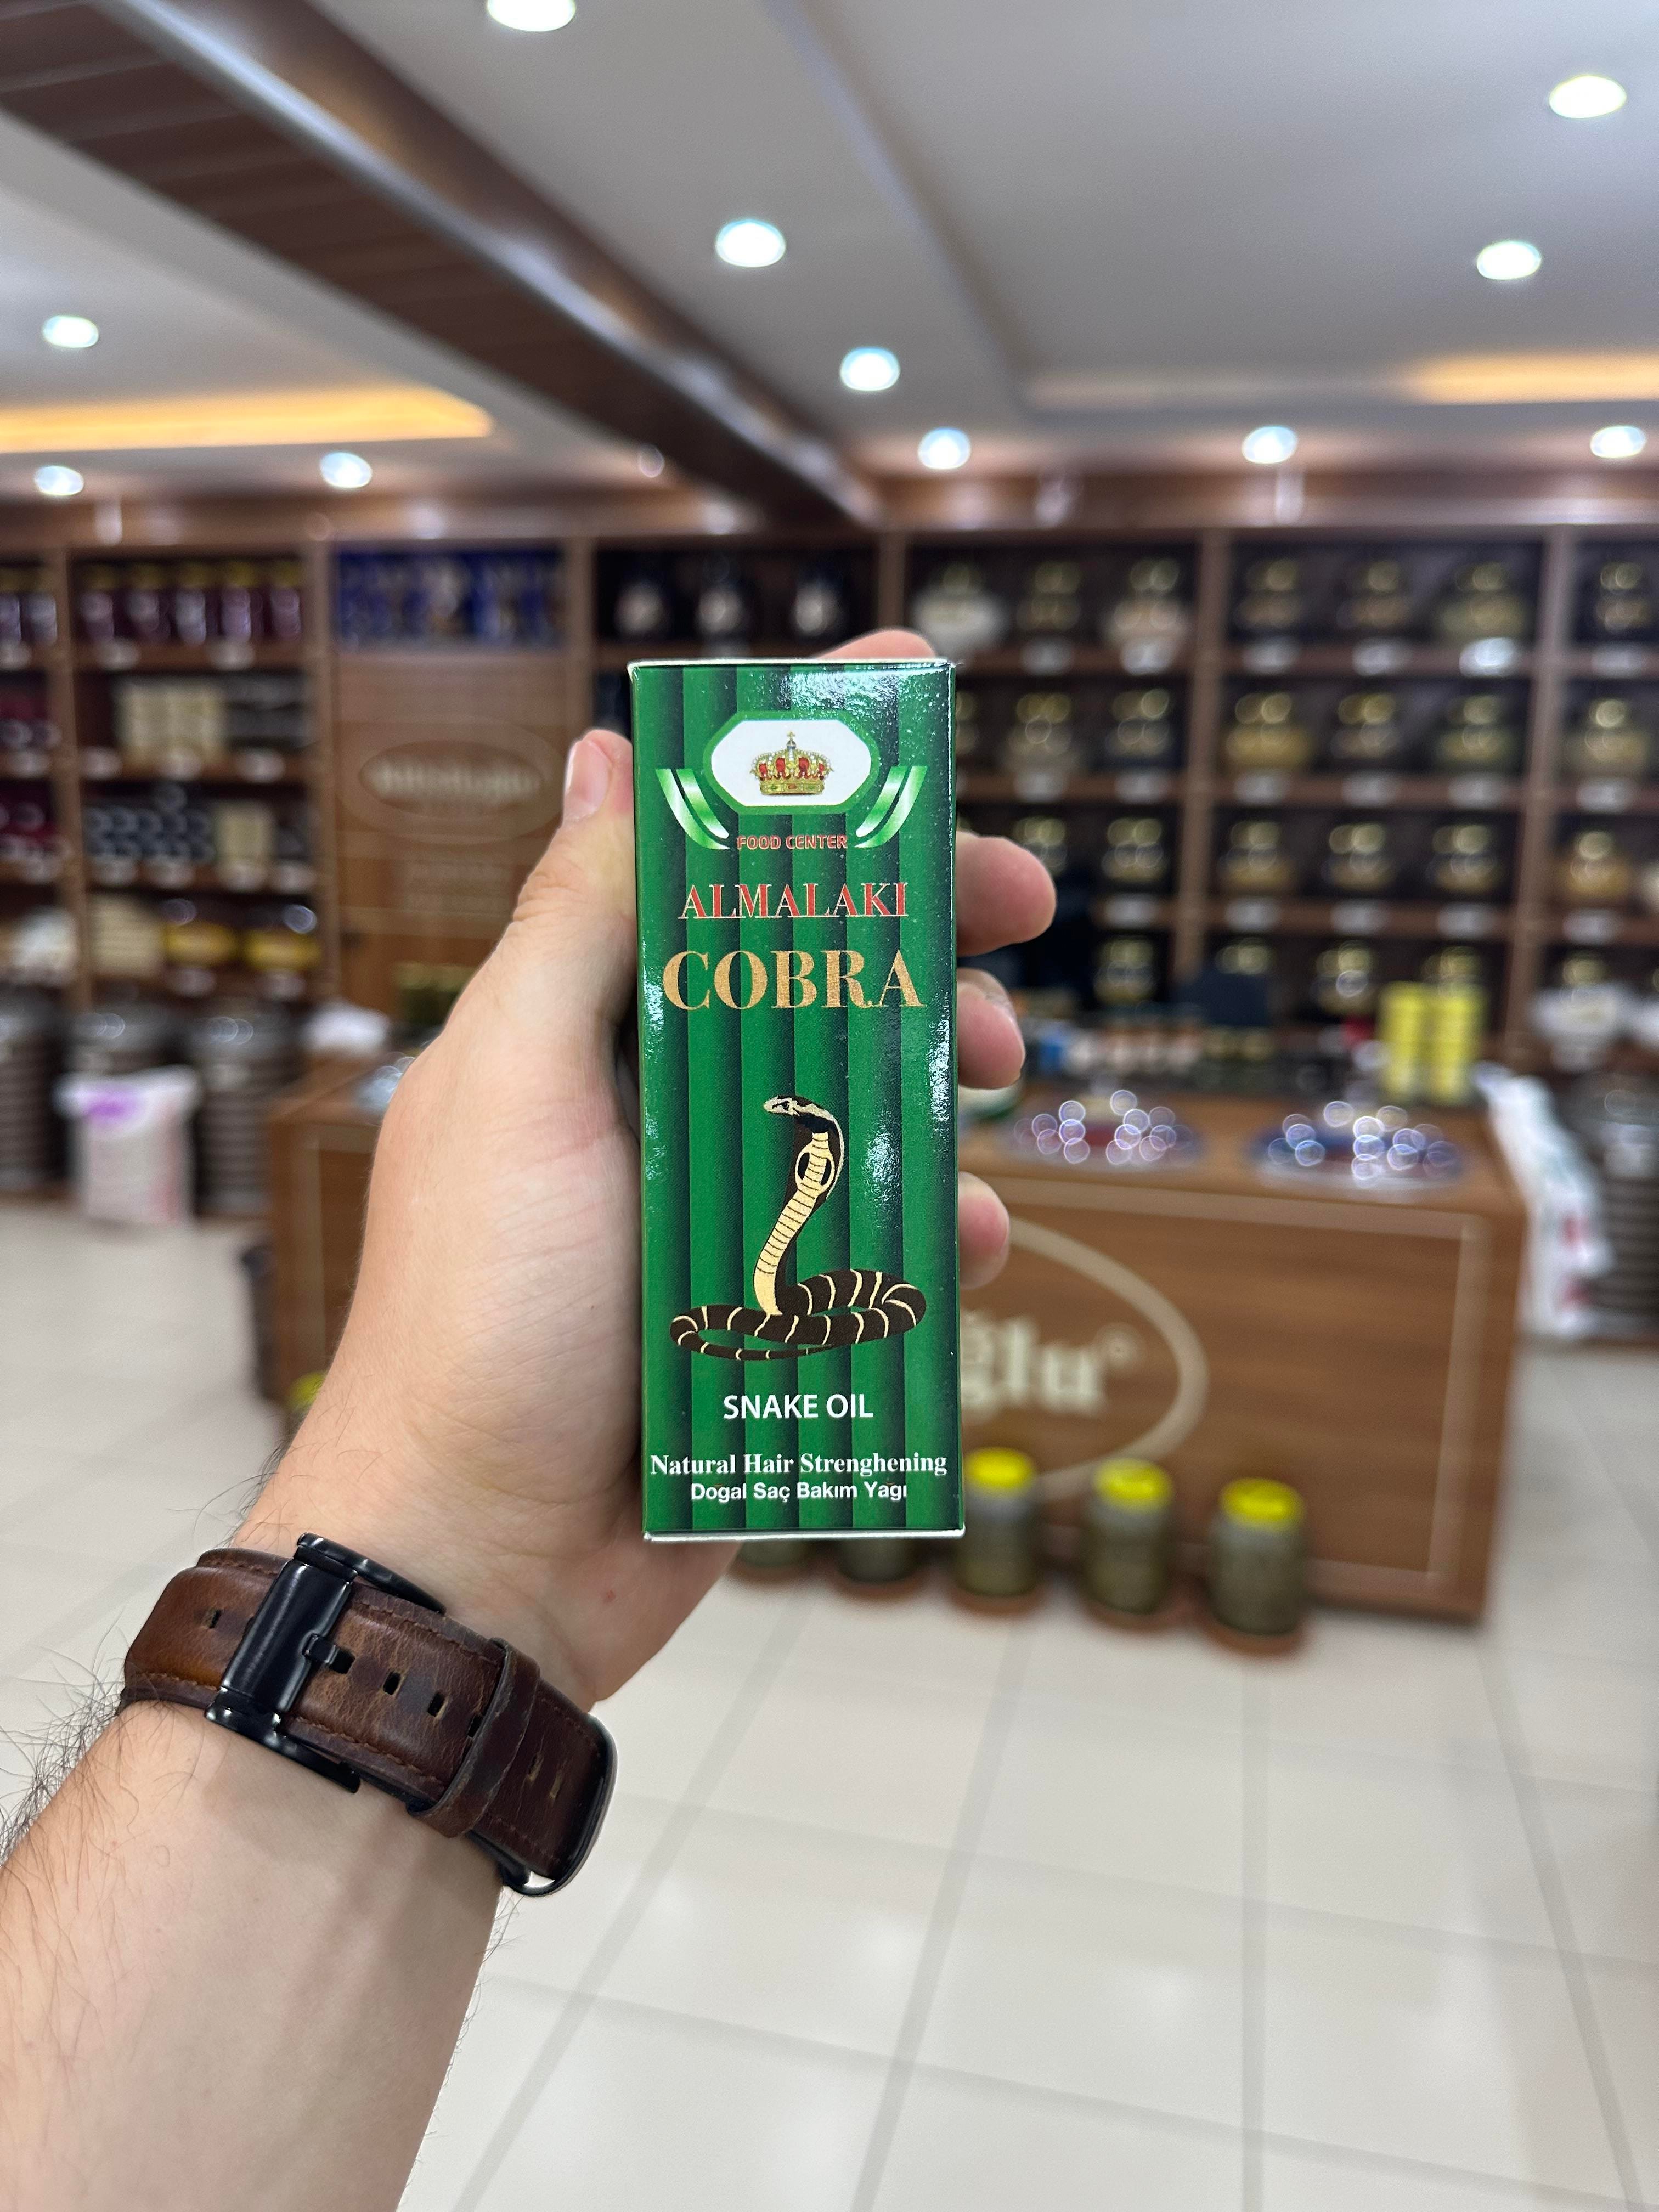 FOOD CENTER
ALMALAKI
COBRA
SNAKE OIL
Natural Hair Strenghening
Dogal Saç Bakım Yagı